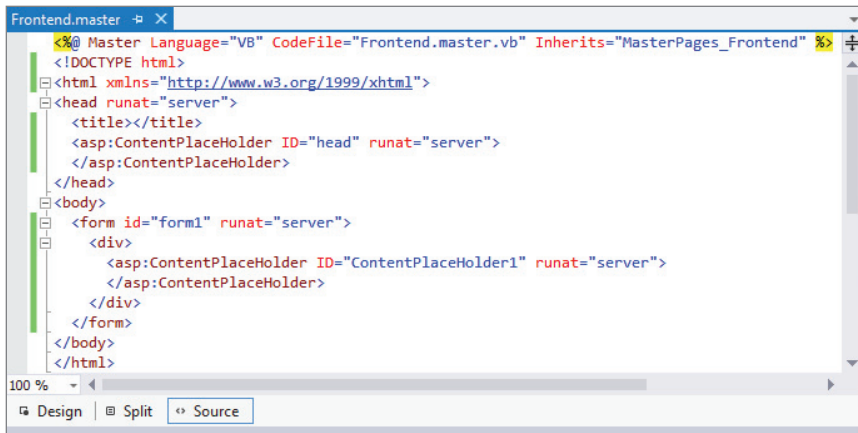 Frontend.master
<%@ Master Language="VB" CodeFile="Frontend.master.vb" Inherits="MasterPages_Frontend" %>
<!DOCTYPE html>
<html xmlns="http://www.w3.org/1999/xhtml">
<head runat="server">
<title></title>
<asp:ContentPlaceHolder ID="head" runat="server">
</asp:ContentPlaceHolder>
</head>
<body>
<form id="form1" runat="server">
<div>
<asp:ContentPlaceHolder ID="ContentPlaceHolder1" runat="server">
</asp:ContentPlaceHolder>
</div>
</form>
</body>
</html>
100 %
Design Split Source